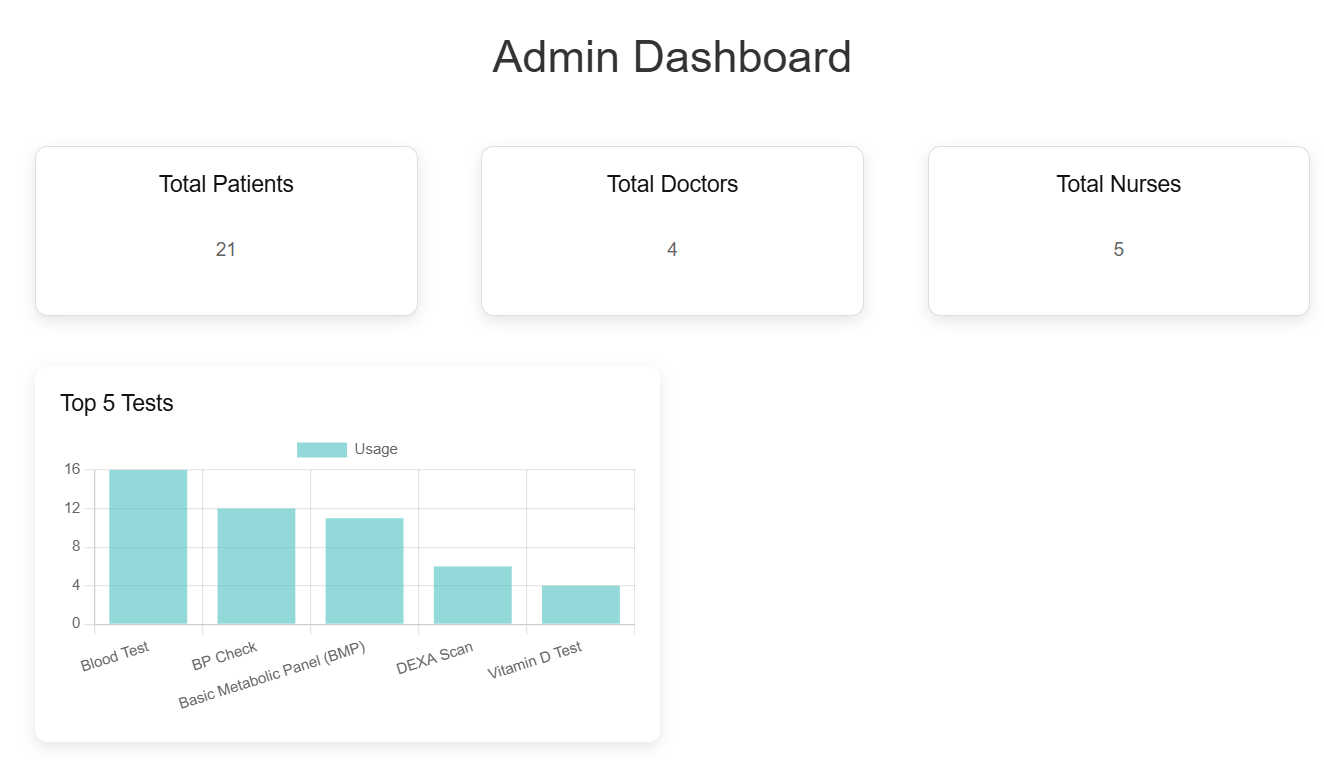 Admin Dashboard
Total Patients
21
Total Doctors
4
Total Nurses
5
Top 5 Tests
Usage
16
12
8
4
0
Blood Test
BP Check
Basic Metabolic Panel (BMP)
DEXA Scan
Vitamin D Test